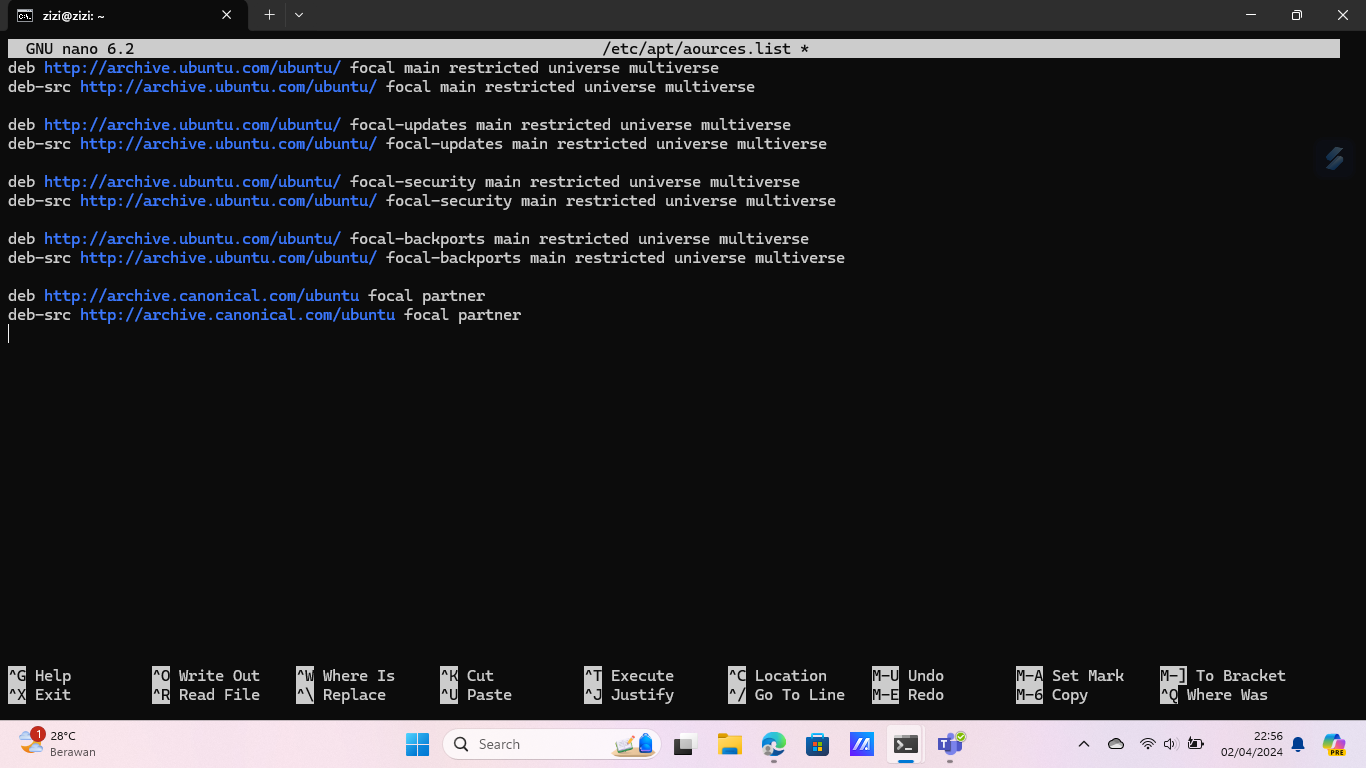 zizi@zizi: ~
GNU nano 6.2 /etc/apt/aources.list *
deb http://archive.ubuntu.com/ubuntu/ focal main restricted universe multiverse
deb-src http://archive.ubuntu.com/ubuntu/ focal main restricted universe multiverse
deb http://archive.ubuntu.com/ubuntu/ focal-updates main restricted universe multiverse
deb-src http://archive.ubuntu.com/ubuntu/ focal-updates main restricted universe multiverse
deb http://archive.ubuntu.com/ubuntu/ focal-security main restricted universe multiverse
deb-src http://archive.ubuntu.com/ubuntu/ focal-security main restricted universe multiverse
deb http://archive.ubuntu.com/ubuntu/ focal-backports main restricted universe multiverse
deb-src http://archive.ubuntu.com/ubuntu/ focal-backports main restricted universe multiverse
deb http://archive.canonical.com/ubuntu focal partner
deb-src http://archive.canonical.com/ubuntu focal partner
^G Help ^O Write Out ^W Where Is ^K Cut ^T Execute ^C Location M-U Undo M-A Set Mark M-] To Bracket
^X Exit ^R Read File ^\ Replace ^U Paste ^J Justify ^/ Go To Line M-E Redo M-6 Copy ^Q Where Was
1 28°C
Berawan
Search
22:56
02/04/2024
PRE